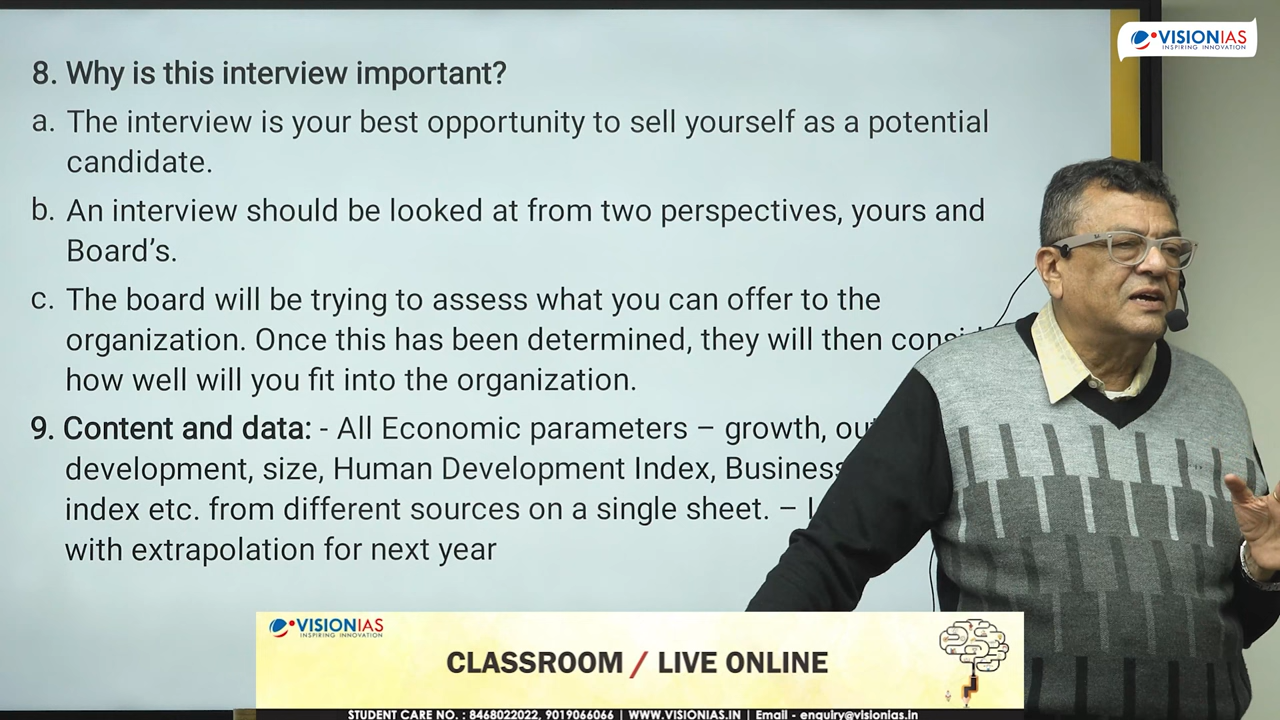 VISIONIAS
INSPIRING INNOVATION
8. Why is this interview important?
a. The interview is your best opportunity to sell yourself as a potential
candidate.
b. An interview should be looked at from two perspectives, yours and
Board's.
c. The board will be trying to assess what you can offer to the
organization. Once this has been determined, they will then
how well will you fit into the organization.
9. Content and data: - All Economic parameters – growth,
development, size, Human Development Index, Business
index etc. from different sources on a single sheet. –
with extrapolation for next year
VISIONIAS
INSPIRING INNOVATION
CLASSROOM / LIVE ONLINE
STUDENT CARE NO. : 8468022022, 9019066066 | WWW.VISIONIAS.IN | Email - enquiry@visionias.in